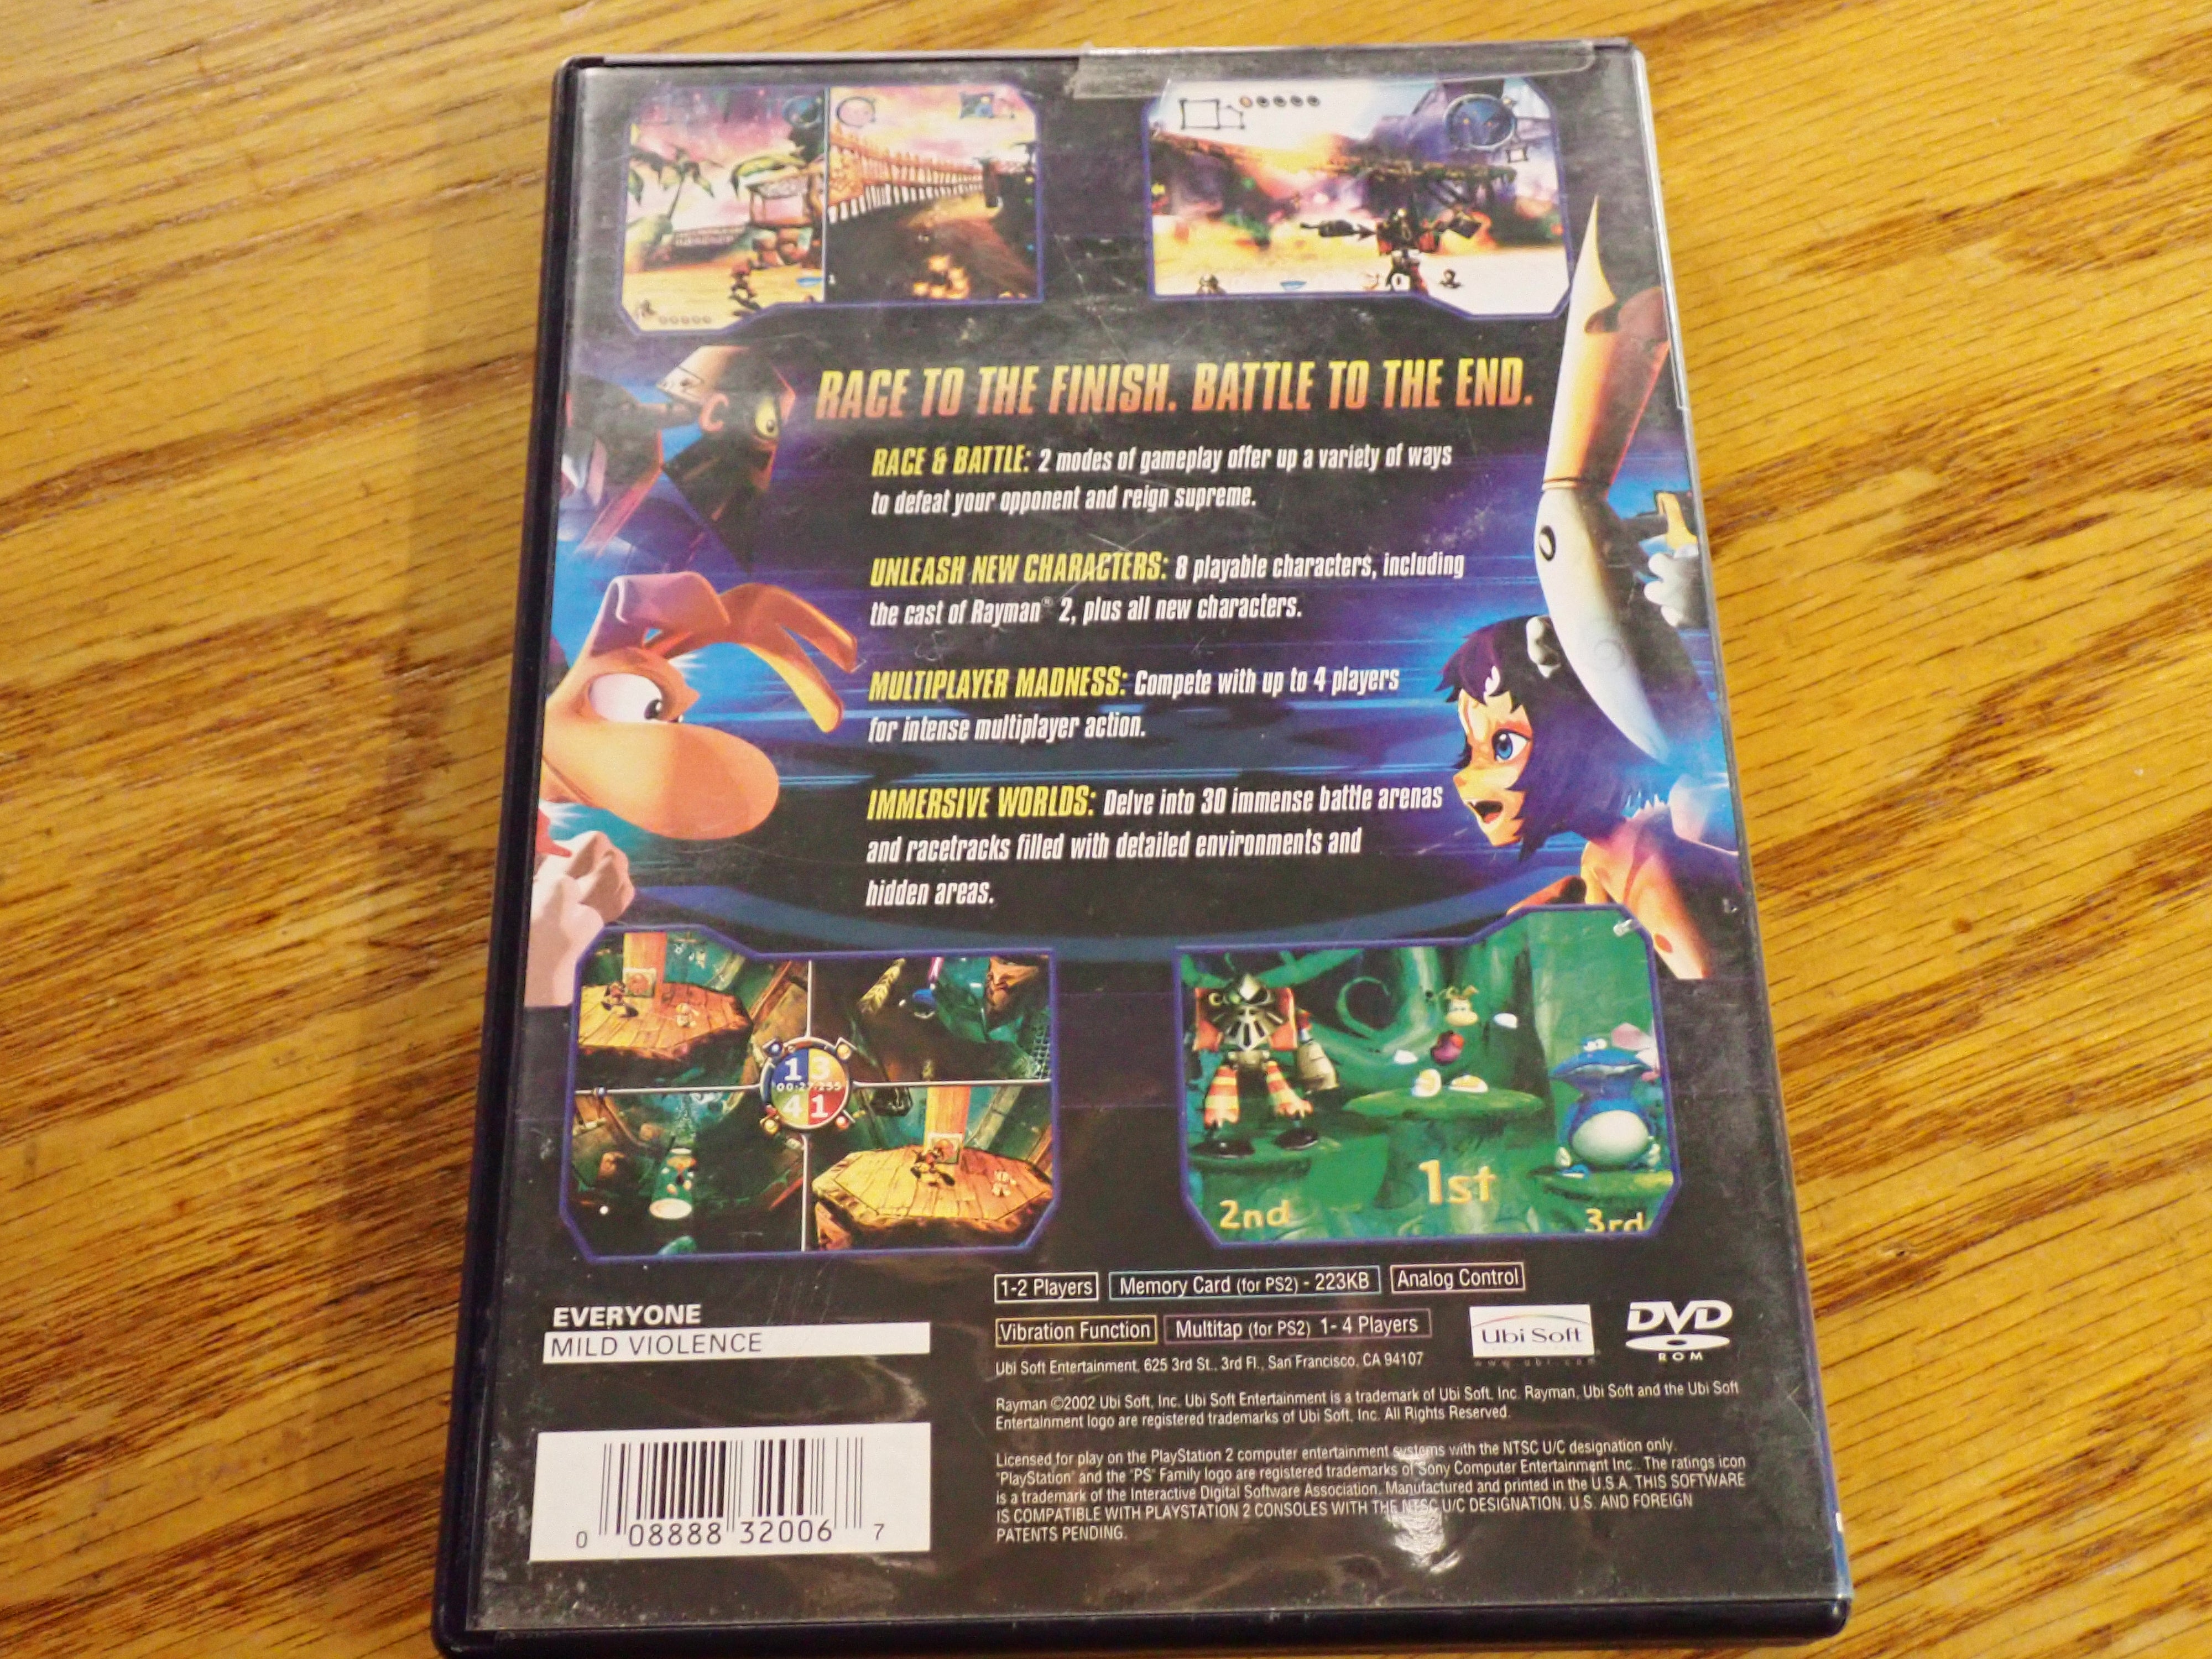 RACE TO THE FINISH. BATTLE TO THE END.
RACE & BATTLE: 2 modes of gameplay offer up a variety of ways
to defeat your opponent and reign supreme.
UNLEASH NEW CHARACTERS: 8 playable characters, including
the cast of Rayman® 2, plus all new characters.
MULTIPLAYER MADNESS: Compete with up to 4 players
for intense multiplayer action.
IMMERSIVE WORLDS: Delve into 30 immense battle arenas
and racetracks filled with detailed environments and
hidden areas.
1 3
00:27:255
4 1
1st
2nd
3rd
1-2 Players Memory Card (for PS2) - 223KB Analog Control
Vibration Function Multitap (for PS2) 1- 4 Players
Ubi Soft
www.ubi.com
DVD
ROM
EVERYONE
MILD VIOLENCE
Ubi Soft Entertainment, 625 3rd St., 3rd Fl., San Francisco, CA 94107
Rayman ©2002 Ubi Soft, Inc. Ubi Soft Entertainment is a trademark of Ubi Soft, Inc. Rayman, Ubi Soft and the Ubi Soft
Entertainment logo are registered trademarks of Ubi Soft, Inc. All Rights Reserved.
Licensed for play on the PlayStation 2 computer entertainment systems with the NTSC U/C designation only.
"PlayStation" and the "PS" Family logo are registered trademarks of Sony Computer Entertainment Inc.. The ratings icon
is a trademark of the Interactive Digital Software Association. Manufactured and printed in the U.S.A. THIS SOFTWARE
IS COMPATIBLE WITH PLAYSTATION 2 CONSOLES WITH THE NTSC U/C DESIGNATION. U.S. AND FOREIGN
PATENTS PENDING.
0 08888 32006 7